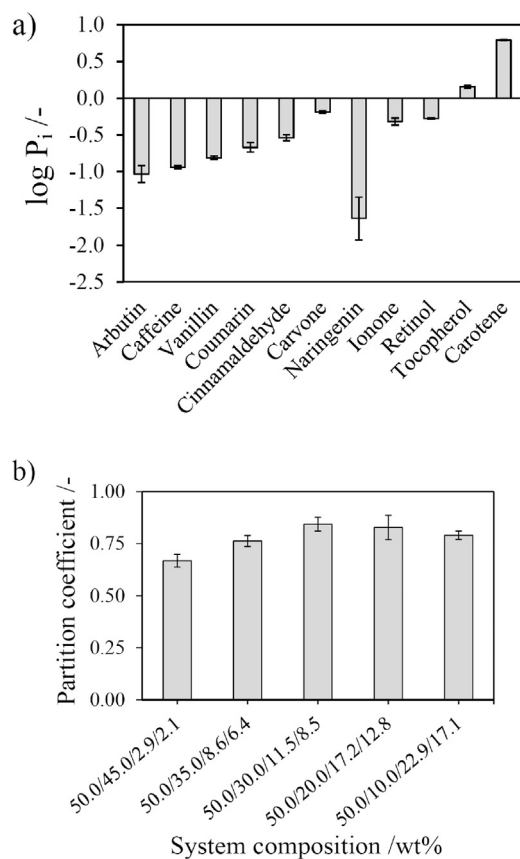 a)
log Pi /-
1.0
0.5
0.0
-0.5
-1.0
-1.5
-2.0
-2.5
Arbutin
Caffeine
Vanillin
Coumarin
Cinnamaldehyde
Carvone
Naringenin
Ionone
Retinol
Tocopherol
Carotene
b)
Partition coefficient /-
1.00
0.75
0.50
0.25
0.00
50.0/45.0/2.9/2.1
50.0/35.0/8.6/6.4
50.0/30.0/11.5/8.5
50.0/20.0/17.2/12.8
50.0/10.0/22.9/17.1
System composition /wt%